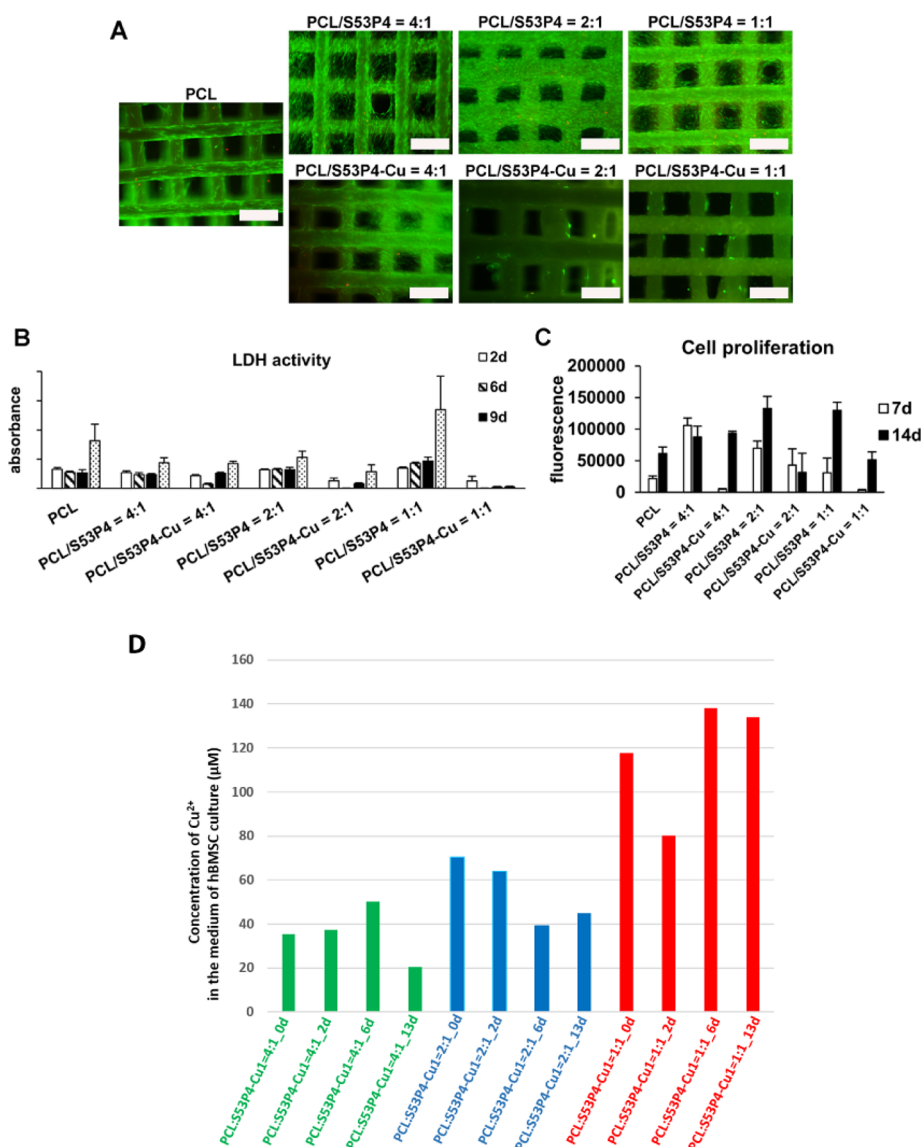 A
PCL
PCL/S53P4 = 4:1
PCL/S53P4 = 2:1
PCL/S53P4 = 1:1
PCL/S53P4-Cu = 4:1
PCL/S53P4-Cu = 2:1
PCL/S53P4-Cu = 1:1
B
LDH activity
absorbance
2d
6d
9d
PCL
PCL/S53P4 = 4:1
PCL/S53P4-Cu = 4:1
PCL/S53P4 = 2:1
PCL/S53P4-Cu = 2:1
PCL/S53P4 = 1:1
PCL/S53P4-Cu = 1:1
C
Cell proliferation
fluorescence
200000
150000
100000
50000
0
7d
14d
PCL
PCL/S53P4 = 4:1
PCL/S53P4-Cu = 4:1
PCL/S53P4 = 2:1
PCL/S53P4-Cu = 2:1
PCL/S53P4 = 1:1
PCL/S53P4-Cu = 1:1
D
Concentration of Cu²⁺
in the medium of hBMSC culture (µM)
160
140
120
100
80
60
40
20
0
PCL:S53P4-Cu1=4:1_0d
PCL:S53P4-Cu1=4:1_2d
PCL:S53P4-Cu1=4:1_6d
PCL:S53P4-Cu1=4:1_13d
PCL:S53P4-Cu1=2:1_0d
PCL:S53P4-Cu1=2:1_2d
PCL:S53P4-Cu1=2:1_6d
PCL:S53P4-Cu1=2:1_13d
PCL:S53P4-Cu1=1:1_0d
PCL:S53P4-Cu1=1:1_2d
PCL:S53P4-Cu1=1:1_6d
PCL:S53P4-Cu1=1:1_13d